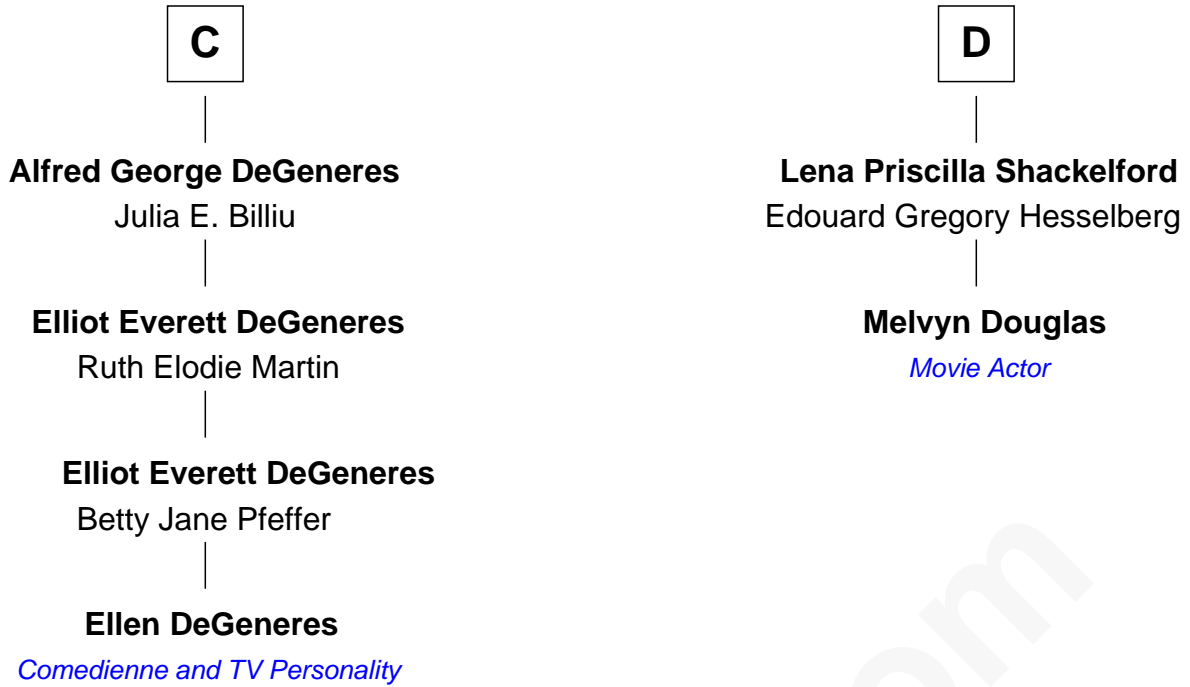 C
Alfred George DeGeneres
Julia E. Billiu
Elliot Everett DeGeneres
Ruth Elodie Martin
Elliot Everett DeGeneres
Betty Jane Pfeffer
Ellen DeGeneres
Comedienne and TV Personality
D
Lena Priscilla Shackelford
Edouard Gregory Hesselberg
Melvyn Douglas
Movie Actor
om